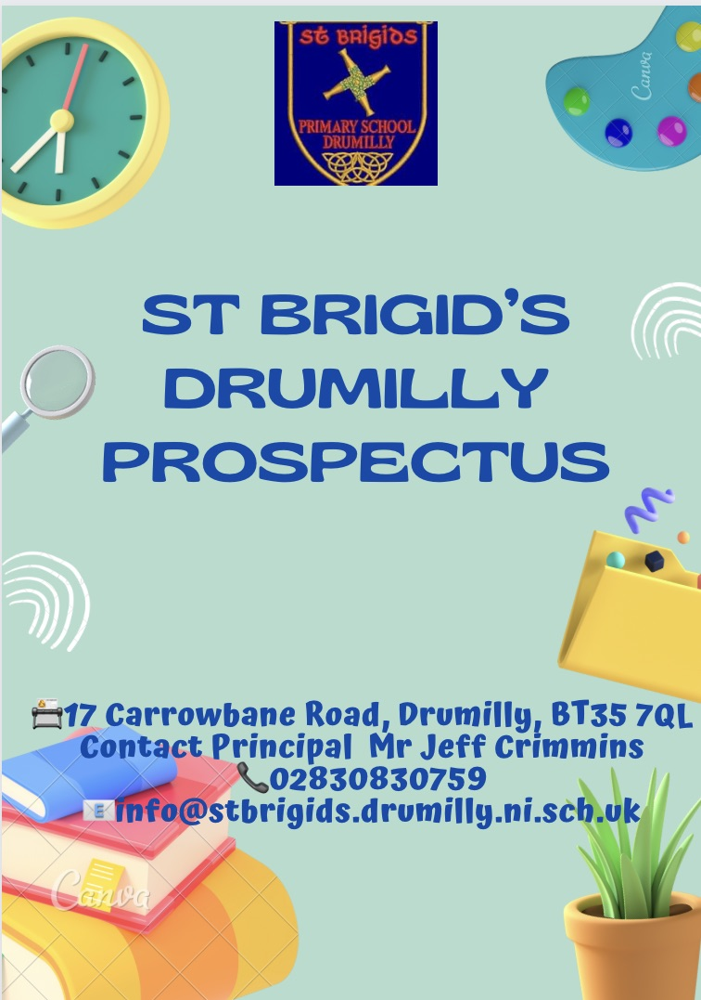 St Brigids
PRIMARY SCHOOL
DRUMILLY
Canva
ST BRIGID’S
DRUMILLY
PROSPECTUS
17 Carrowbane Road, Drumilly, BT35 7QL
Contact Principal Mr Jeff Crimmins
02830830759
info@stbrigids.drumilly.ni.sch.uk
Canva